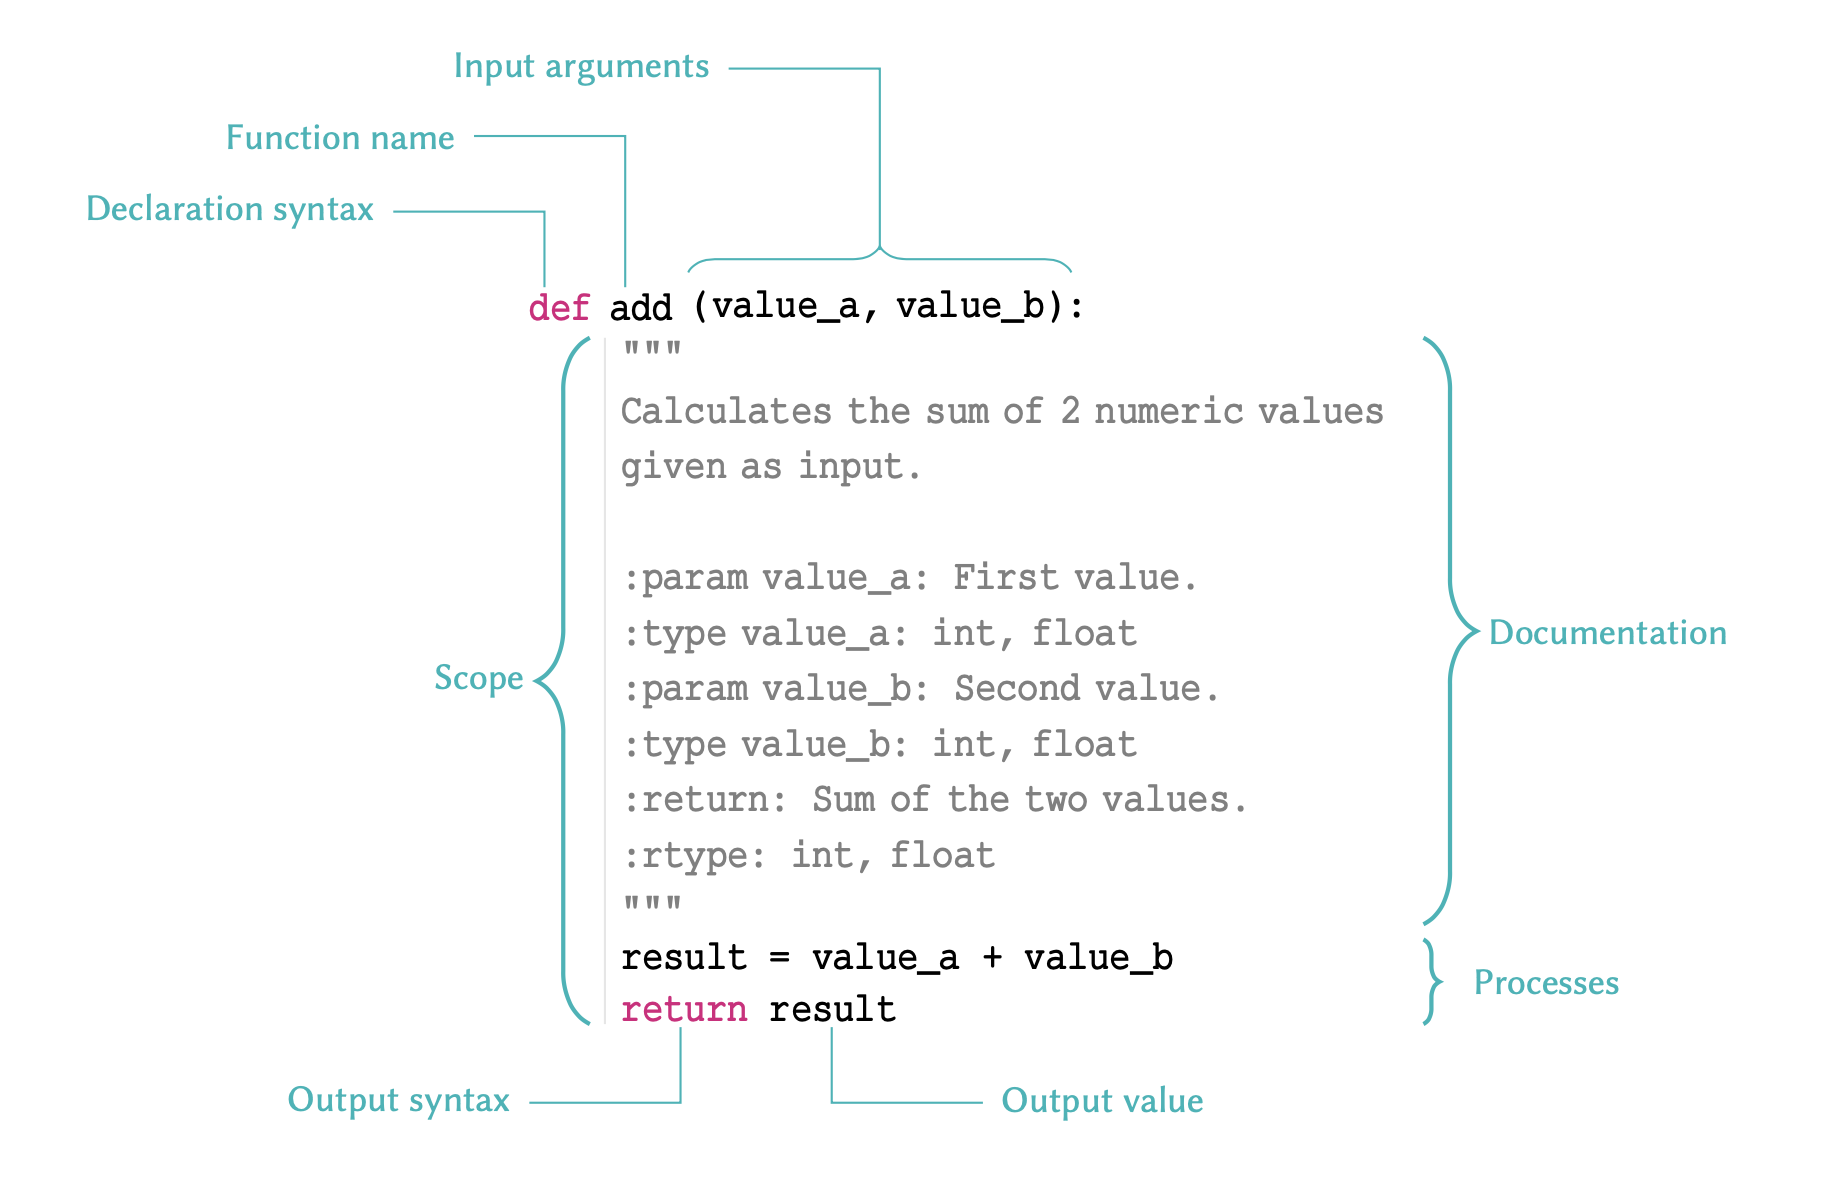 Input arguments
Function name
Declaration syntax
def add (value_a, value_b):
"""
Calculates the sum of 2 numeric values
given as input.
:param value_a: First value.
:type value_a: int, float
Documentation
Scope
:param value_b: Second value.
:type value_b: int, float
:return: Sum of the two values.
:rtype: int, float
"""
result = value_a + value_b
Processes
return result
Output syntax
Output value